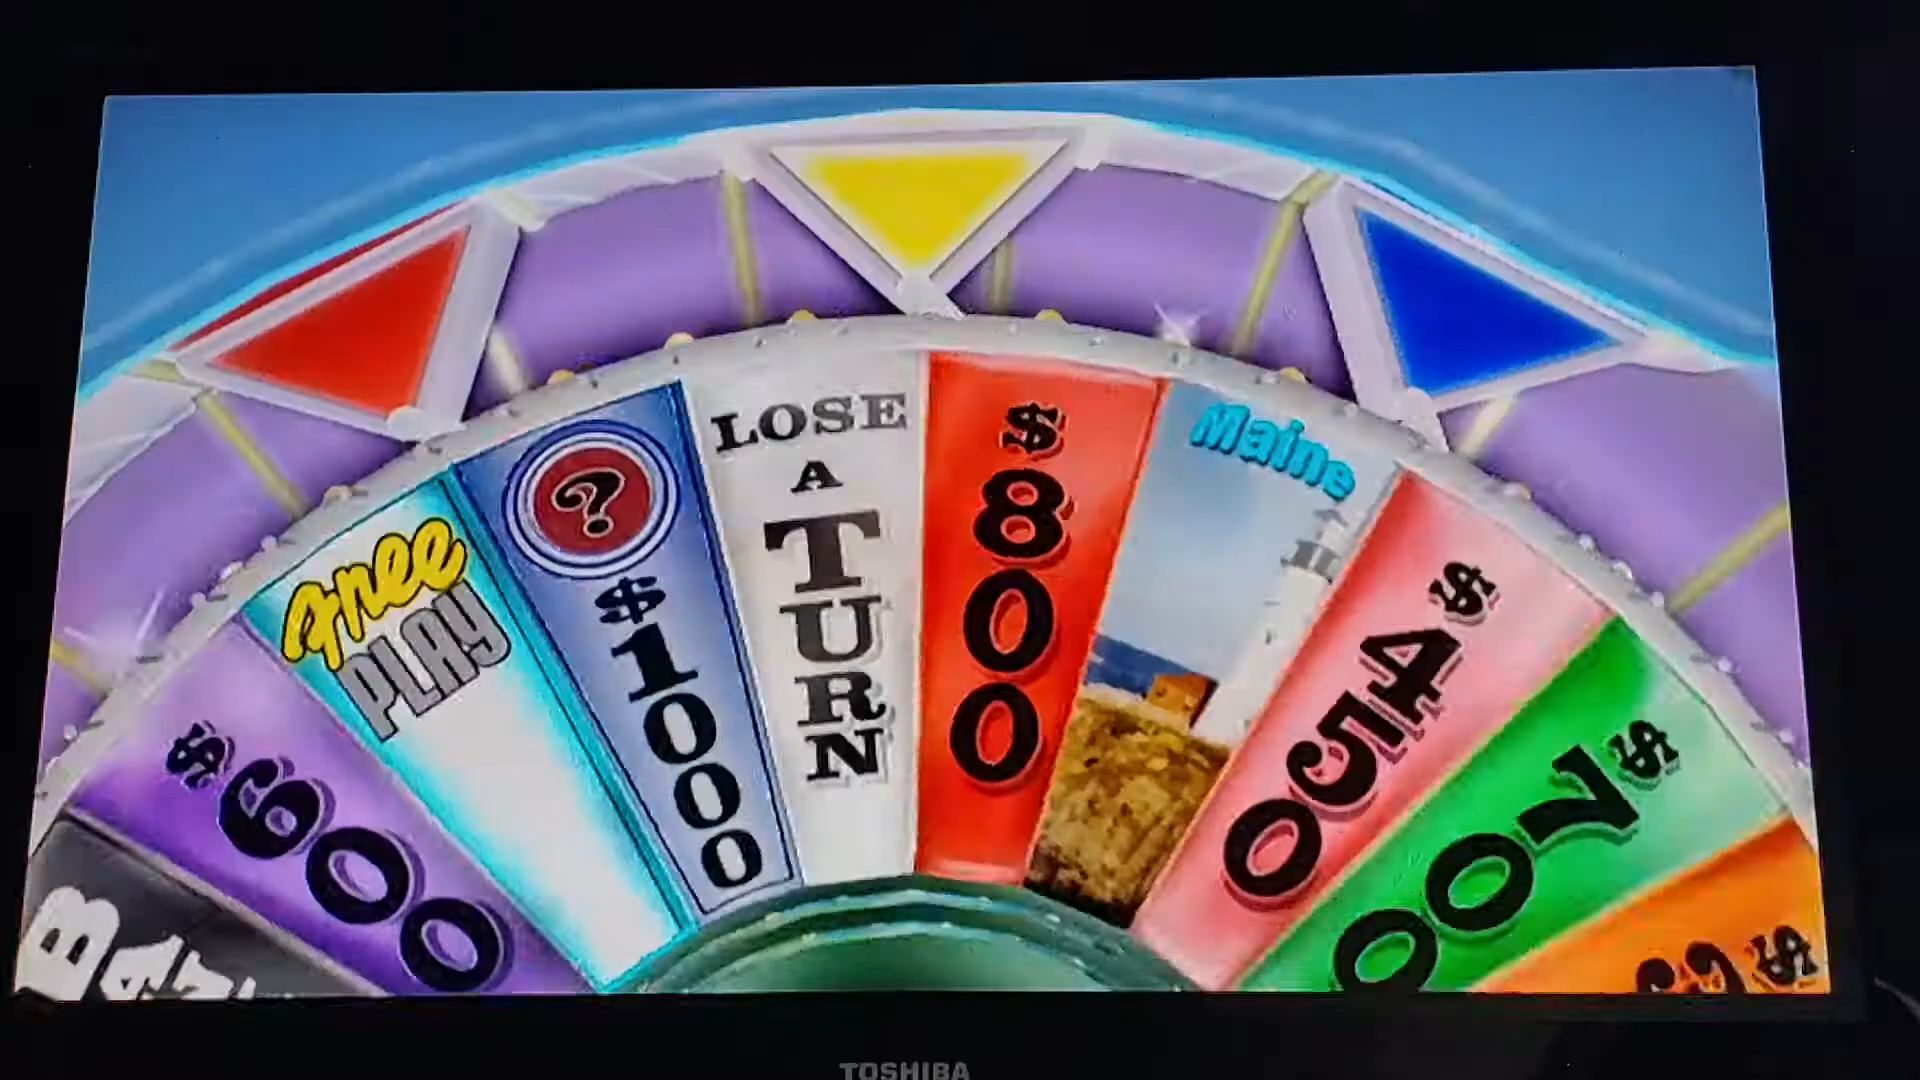 $600
Free
PLAY
?
$1000
LOSE
A
TURN
$800
Maine
$450
$700
TOSHIBA